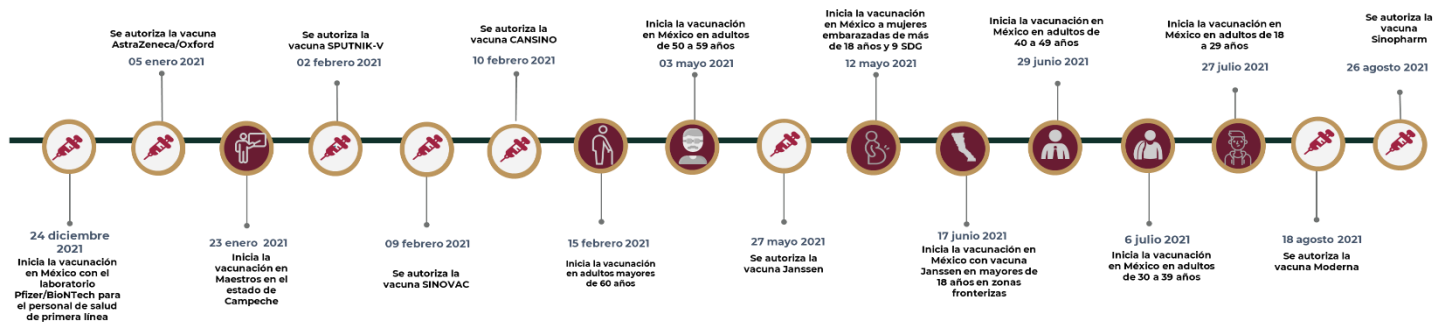 24 diciembre
2021
Inicia la vacunación
en México con el
laboratorio
Pfizer/BioNTech para
el personal de salud
de primera línea
Se autoriza la vacuna
AstraZeneca/Oxford
05 enero 2021
23 enero 2021
Inicia la
vacunación en
Maestros en el
estado de
Campeche
Se autoriza la
vacuna SPUTNIK-V
02 febrero 2021
09 febrero 2021
Se autoriza la
vacuna SINOVAC
Se autoriza la
vacuna CANSINO
10 febrero 2021
15 febrero 2021
Inicia la vacunación
en adultos mayores
de 60 años
Inicia la vacunación
en México en adultos
de 50 a 59 años
03 mayo 2021
27 mayo 2021
Se autoriza la
vacuna Janssen
Inicia la vacunación
en México a mujeres
embarazadas de más
de 18 años y 9 SDG
12 mayo 2021
17 junio 2021
Inicia la vacunación en
México con vacuna
Janssen en mayores de
18 años en zonas
fronterizas
Inicia la vacunación en
México en adultos de
40 a 49 años
29 junio 2021
6 julio 2021
Inicia la vacunación
en México en adultos
de 30 a 39 años
Inicia la vacunación en
México en adultos de 18
a 29 años
27 julio 2021
18 agosto 2021
Se autoriza la
vacuna Moderna
Se autoriza la
vacuna
Sinopharm
26 agosto 2021